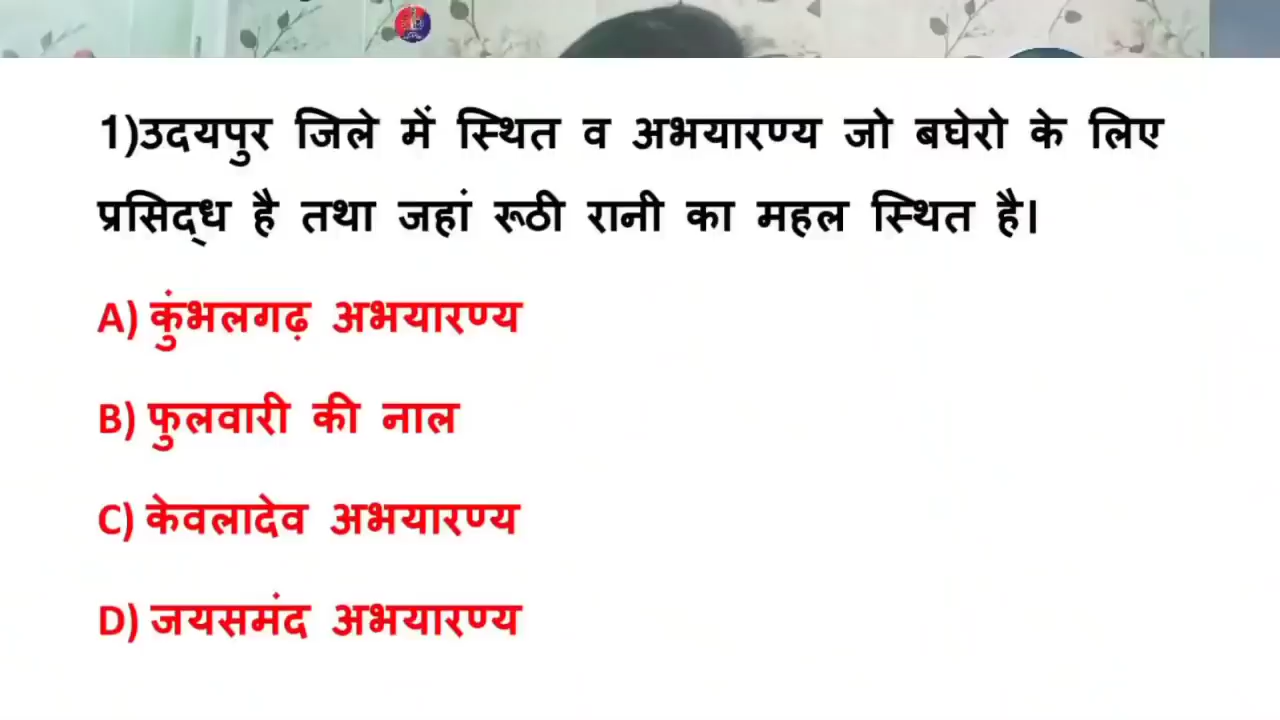 1)उदयपुर जिले में स्थित व अभयारण्य जो बघेरो के लिए
प्रसिद्ध है तथा जहां रूठी रानी का महल स्थित है।
A) कुंभलगढ़ अभयारण्य
B) फुलवारी की नाल
C) केवलादेव अभयारण्य
D) जयसमंद अभयारण्य